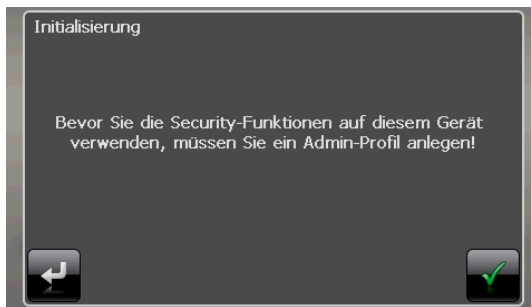 Initialisierung
Bevor Sie die Security-Funktionen auf diesem Gerät
verwenden, müssen Sie ein Admin-Profil anlegen!